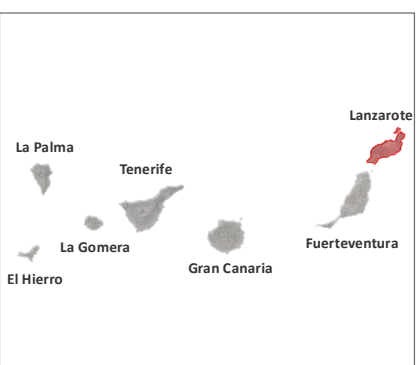 Lanzarote
La Palma
Tenerife
La Gomera
Fuerteventura
Gran Canaria
El Hierro